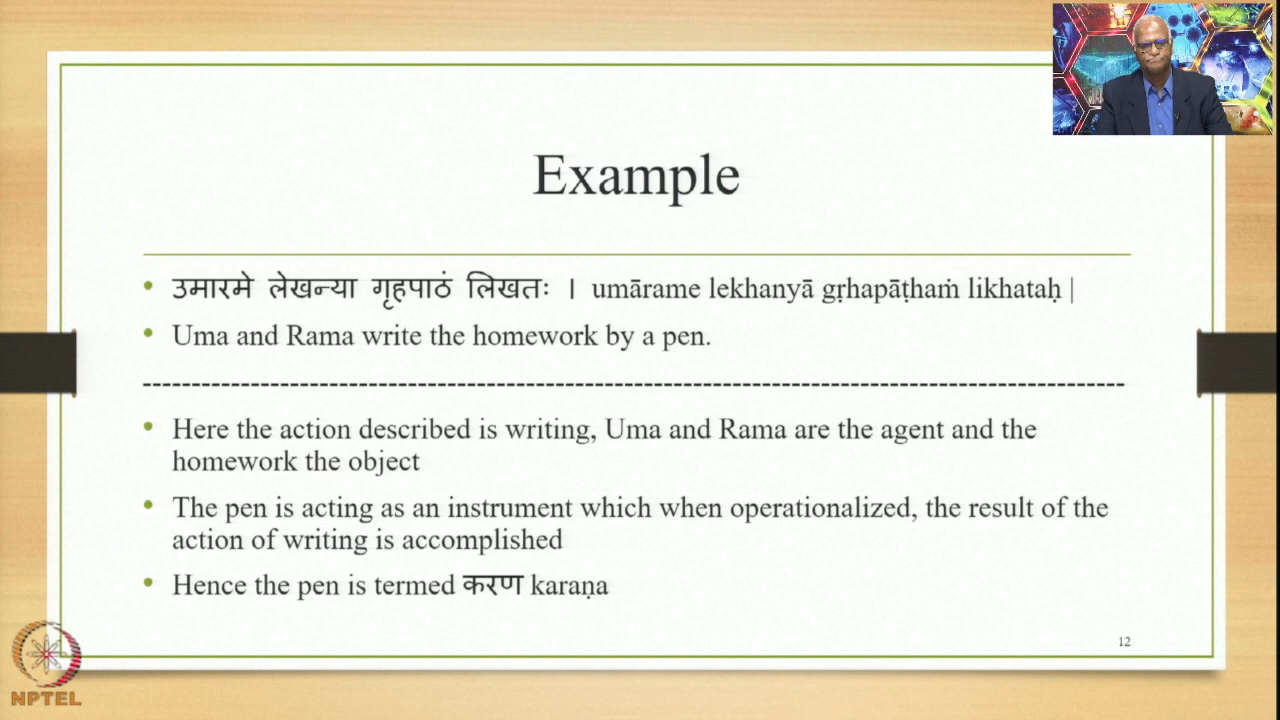 Example
• उमारमे लेखन्या गृहपाठं लिखतः । umārame lekhanyā gṛhapāṭhaṁ likhataḥ |
• Uma and Rama write the homework by a pen.
• Here the action described is writing, Uma and Rama are the agent and the
homework the object
• The pen is acting as an instrument which when operationalized, the result of the
action of writing is accomplished
• Hence the pen is termed करण karaṇa
12
NPTEL